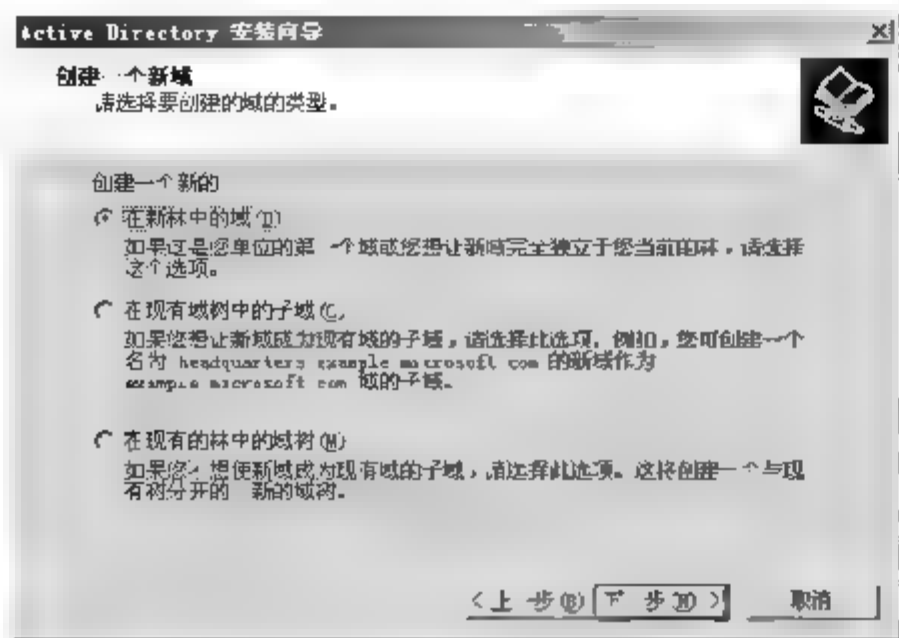 Active Directory 安装向导
创建一个新域
请选择要创建的域的类型。
创建一个新的
在新林中的域(D)
如果这是您单位的第一个域或您想让新域完全独立于您当前的林，请选择
这个选项。
在现有域树中的子域(C)
如果您想让新域成为现有域的子域，请选择此选项。例如，您可创建一个
名为 headquarters.example.microsoft.com 的新域作为
example.microsoft.com 域的子域。
在现有的林中的域树(W)
如果您不想使新域成为现有域的子域，请选择此选项。这将创建一个与现
有树分开的 新的域树。
<上一步(B) 下一步(N)> 取消